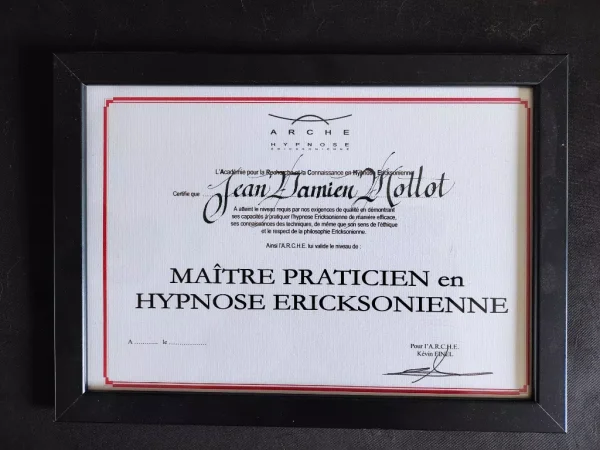 ARCHE
HYPNOSE
ERICKSONIENNE
L'Académie pour la Recherche et la Connaissance en Hypnose Ericksonienne
Certifie que Jean Damien Mottot
A atteint le niveau requis par nos exigences de qualité en démontrant
ses capacités à pratiquer l'hypnose Ericksonienne de manière efficace,
ses connaissances des techniques, de même que son sens de l'éthique
et le respect de la philosophie Ericksonienne.
Ainsi l'A.R.C.H.E. lui valide le niveau de :
MAÎTRE PRATICIEN en
HYPNOSE ERICKSONIENNE
A ............ le ...................
Pour l'A.R.C.H.E.
Kévin FINEL